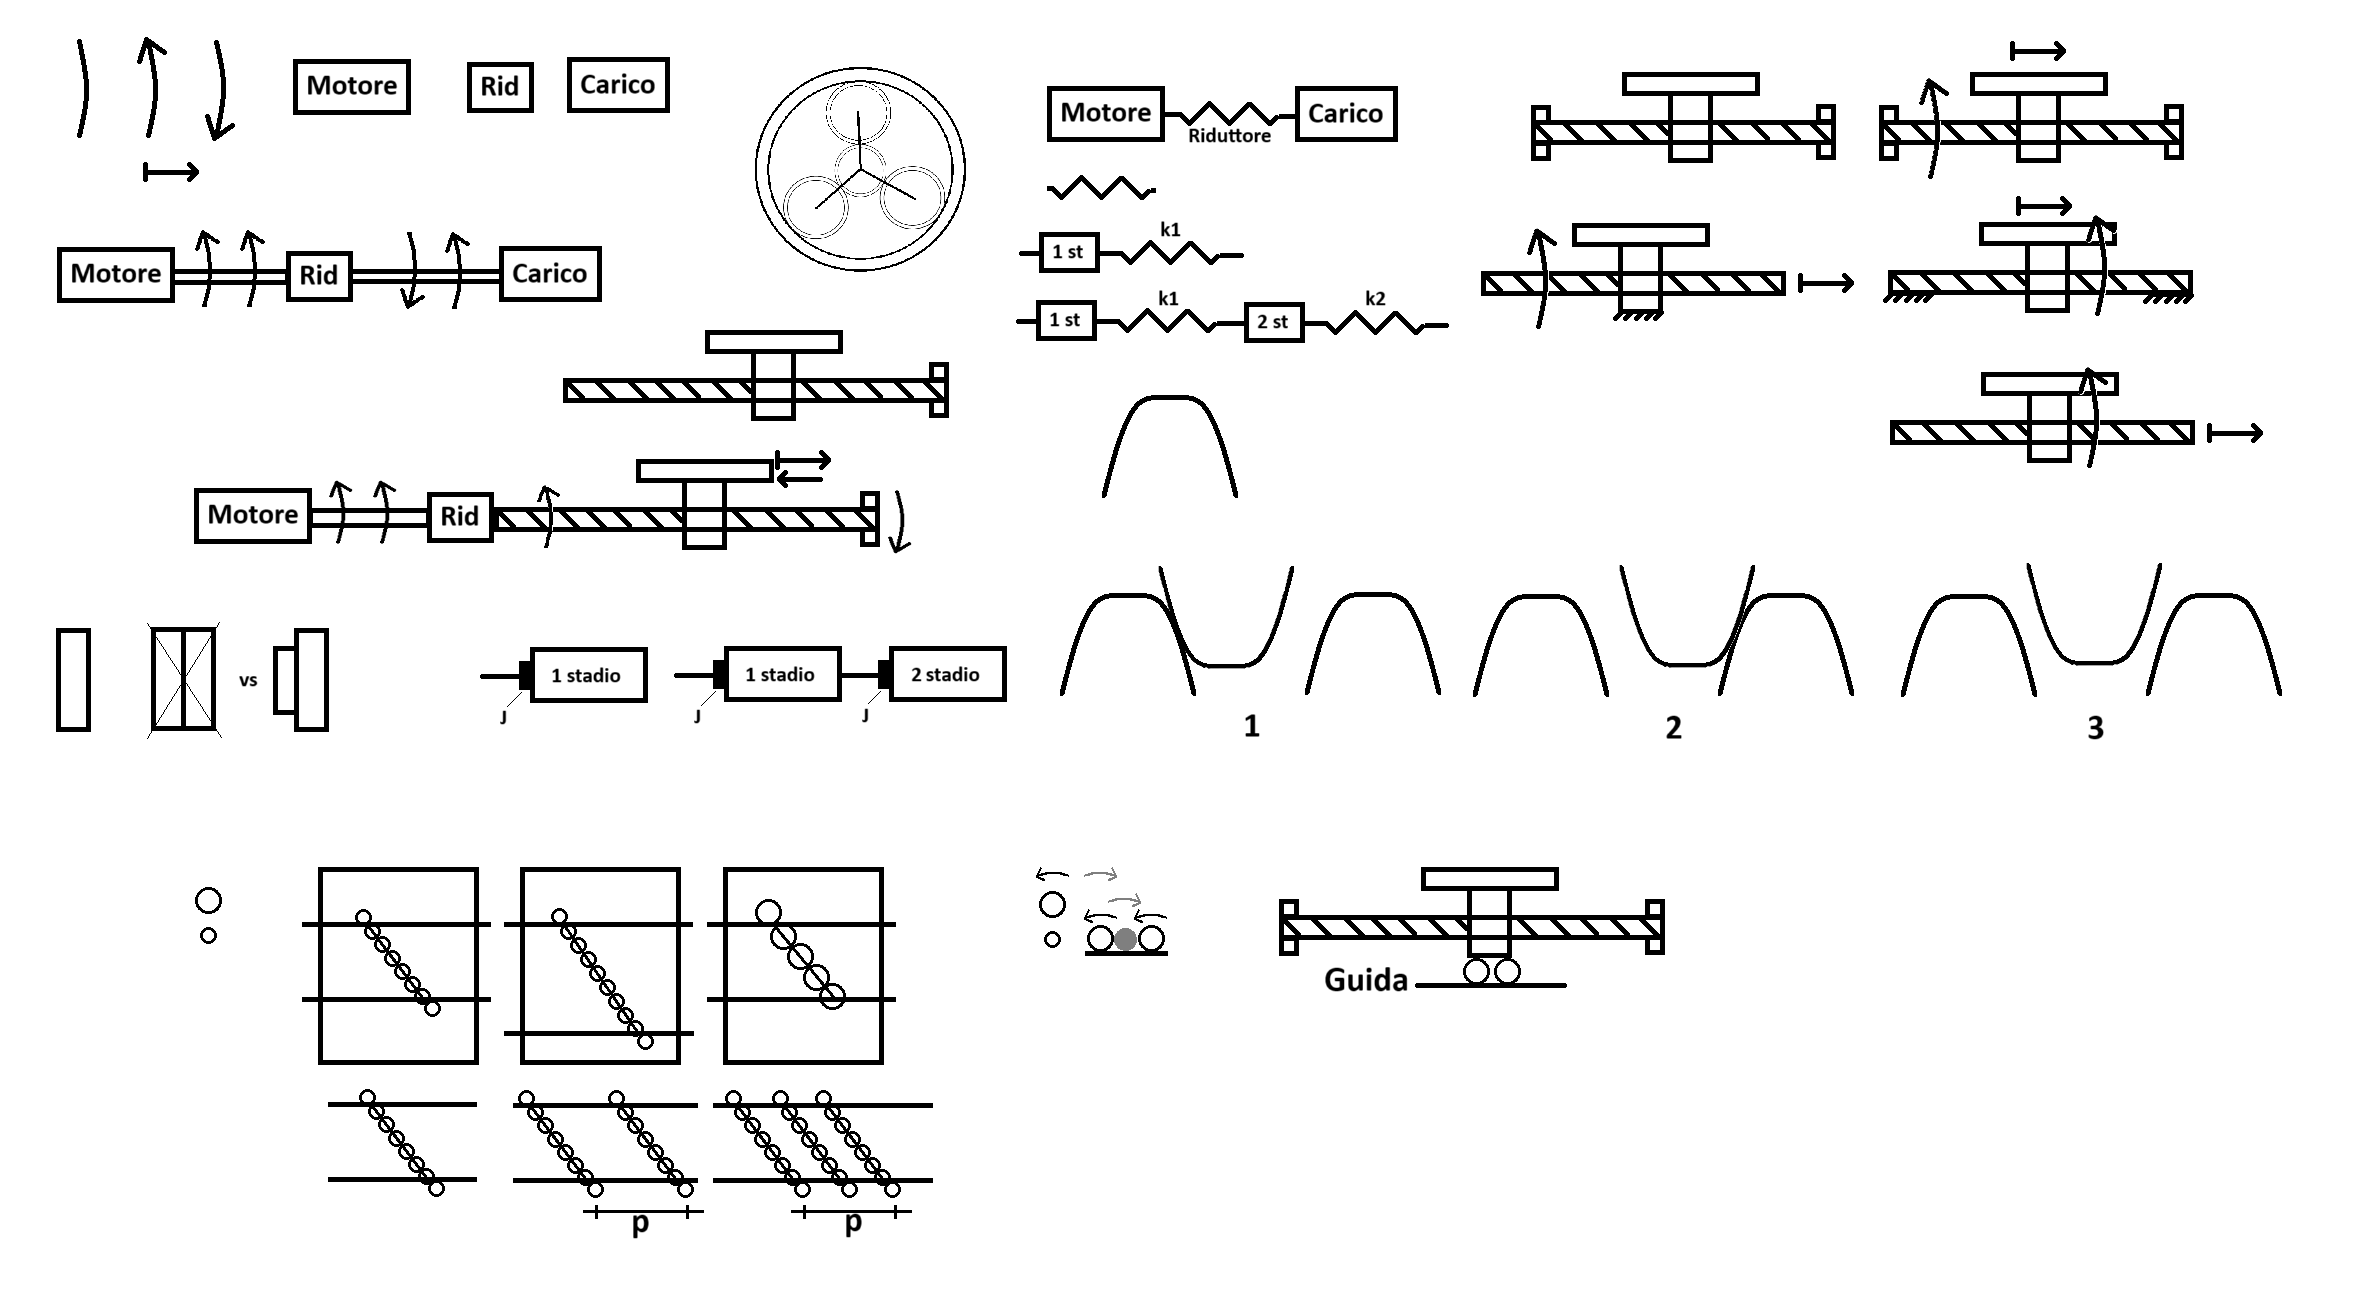 Motore Rid Carico
Motore Riduttore Carico
Motore Rid Carico
1 st k1
1 st k1 2 st k2
Motore Rid
vs
1 stadio
J
1 stadio 2 stadio
J J
1 2 3
Guida
p p